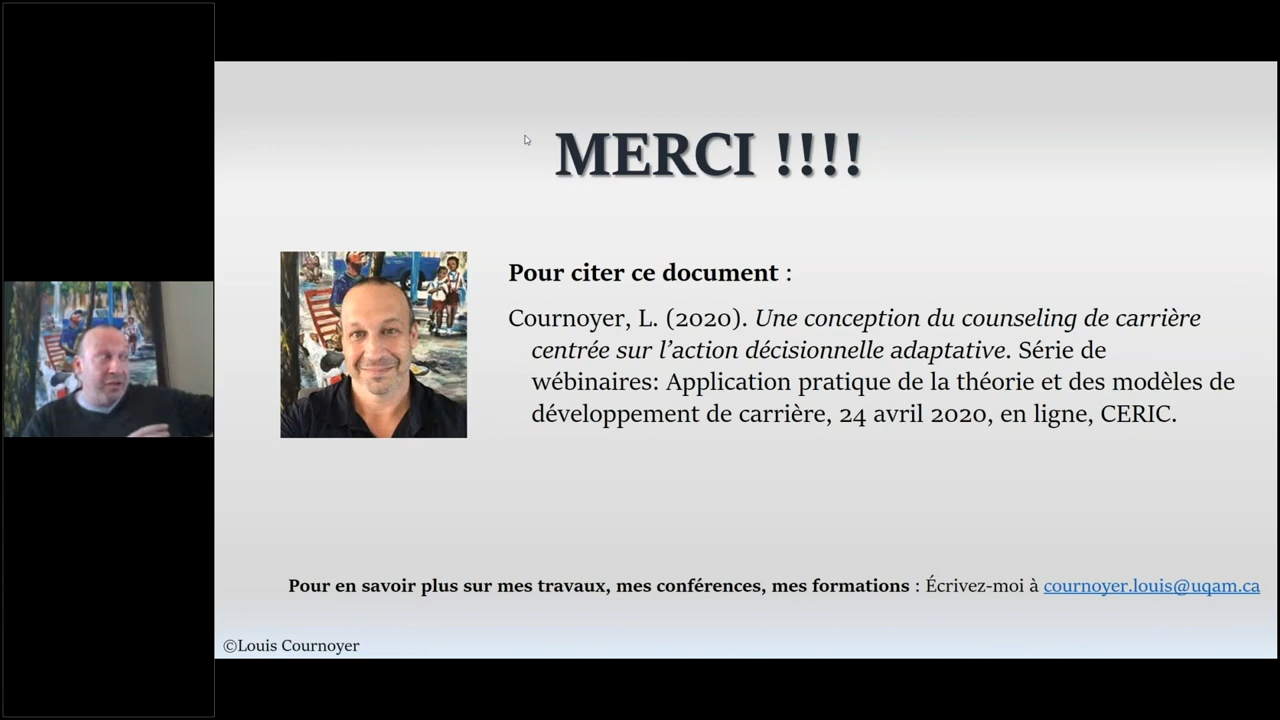 MERCI !!!!
Pour citer ce document :
Cournoyer, L. (2020). Une conception du counseling de carrière
centrée sur l’action décisionnelle adaptative. Série de
wébinaires: Application pratique de la théorie et des modèles de
développement de carrière, 24 avril 2020, en ligne, CERIC.
Pour en savoir plus sur mes travaux, mes conférences, mes formations : Écrivez-moi à cournoyer.louis@uqam.ca
©Louis Cournoyer